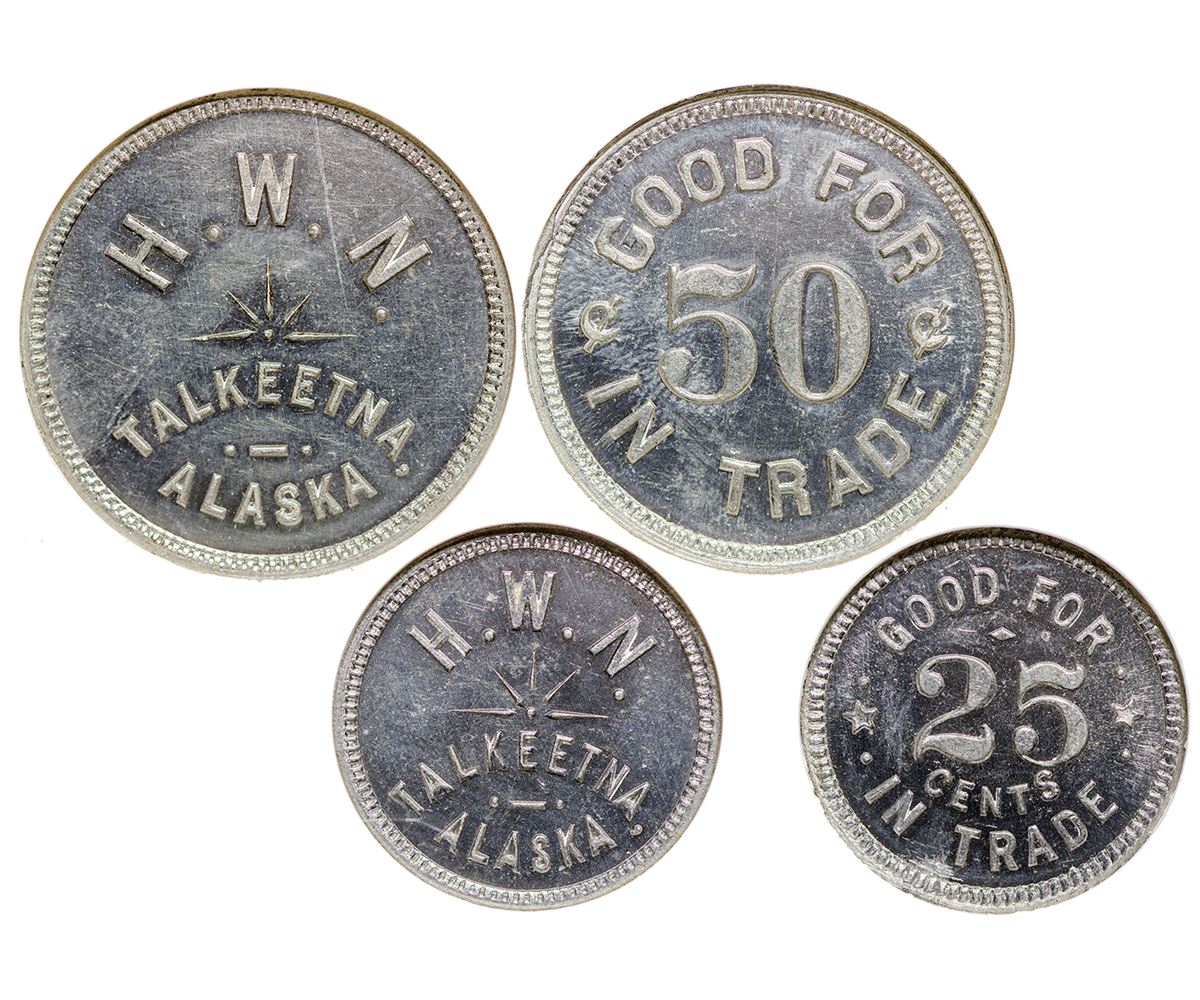 H.W.N.
TALKEETNA,
ALASKA
GOOD FOR
50
IN TRADE
H.W.N.
TALKEETNA,
ALASKA
GOOD FOR
25
CENTS
IN TRADE